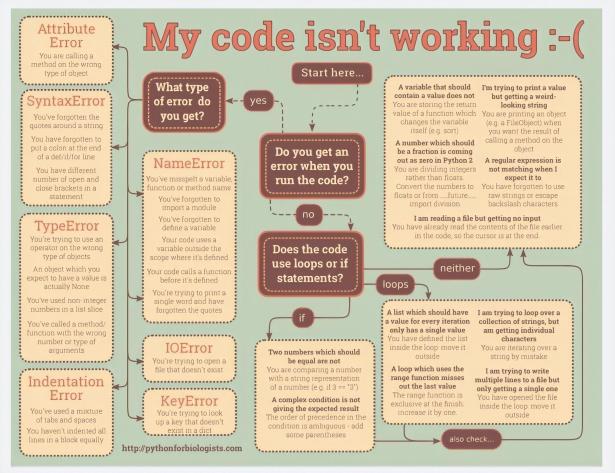 My code isn't working :-(
Start here...
Do you get an
error when you
run the code?
yes
What type
of error do
you get?
Attribute
Error
You are calling a
method on the wrong
type of object
SyntaxError
You've forgotten the
quotes around a string
You have forgotten to
put a colon at the end
of a def/if/for line
You have different
number of open and
close brackets in a
statement
TypeError
You're trying to use an
operator on the wrong
type of objects
An object which you
expect to have a value is
actually None
You've used non-integer
numbers in a list slice
You've called a method/
function with the wrong
number or type of
arguments
Indentation
Error
You've used a mixture
of tabs and spaces
You haven't indented all
lines in a block equally
NameError
You've misspelt a variable,
function or method name
You've forgotten to
import a module
You've forgotten to
define a variable
Your code uses a
variable outside the
scope where it's defined
Your code calls a function
before it's defined
You're trying to print a
single word and have
forgotten the quotes
IOError
You're trying to open a
file that doesn't exist
KeyError
You're trying to look
up a key that doesn't
exist in a dict
http://pythonforbiologists.com
no
Does the code
use loops or if
statements?
if
Two numbers which should
be equal are not
You are comparing a number
with a string representation
of a number (e.g. if 3 == "3")
A complex condition is not
giving the expected result
The order of precedence in the
condition is ambiguous - add
some parentheses
loops
A list which should have
a value for every iteration
only has a single value
You have defined the list
inside the loop: move it
outside
A loop which uses the
range function misses
out the last value
The range function is
exclusive at the finish:
increase it by one.
I am trying to loop over a
collection of strings, but
am getting individual
characters
You are iterating over a
string by mistake
I am trying to write
multiple lines to a file but
only getting a single one
You have opened the file
inside the loop: move it
outside
also check...
neither
A variable that should
contain a value does not
You are storing the return
value of a function which
changes the variable
itself (e.g. sort)
A number which should
be a fraction is coming
out as zero in Python 2
You are dividing integers
rather than floats.
Convert the numbers to
floats or from __future__
import division
I'm trying to print a value
but getting a weird-
looking string
You are printing an object
(e.g. a FileObject) when
you want the result of
calling a method on the
object
A regular expression is
not matching when I
expect it to
You have forgotten to use
raw strings or escape
backslash characters
I am reading a file but getting no input
You have already read the contents of the file earlier
in the code, so the cursor is at the end.